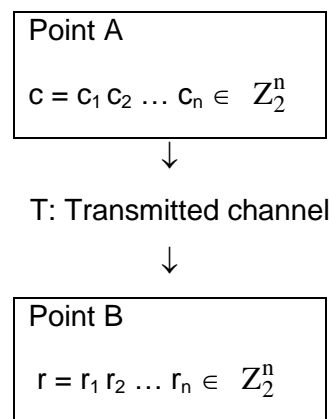 Point A
c = c₁ c₂ … cₙ ∈ Z₂ⁿ
↓
T: Transmitted channel
↓
Point B
r = r₁ r₂ … rₙ ∈ Z₂ⁿ